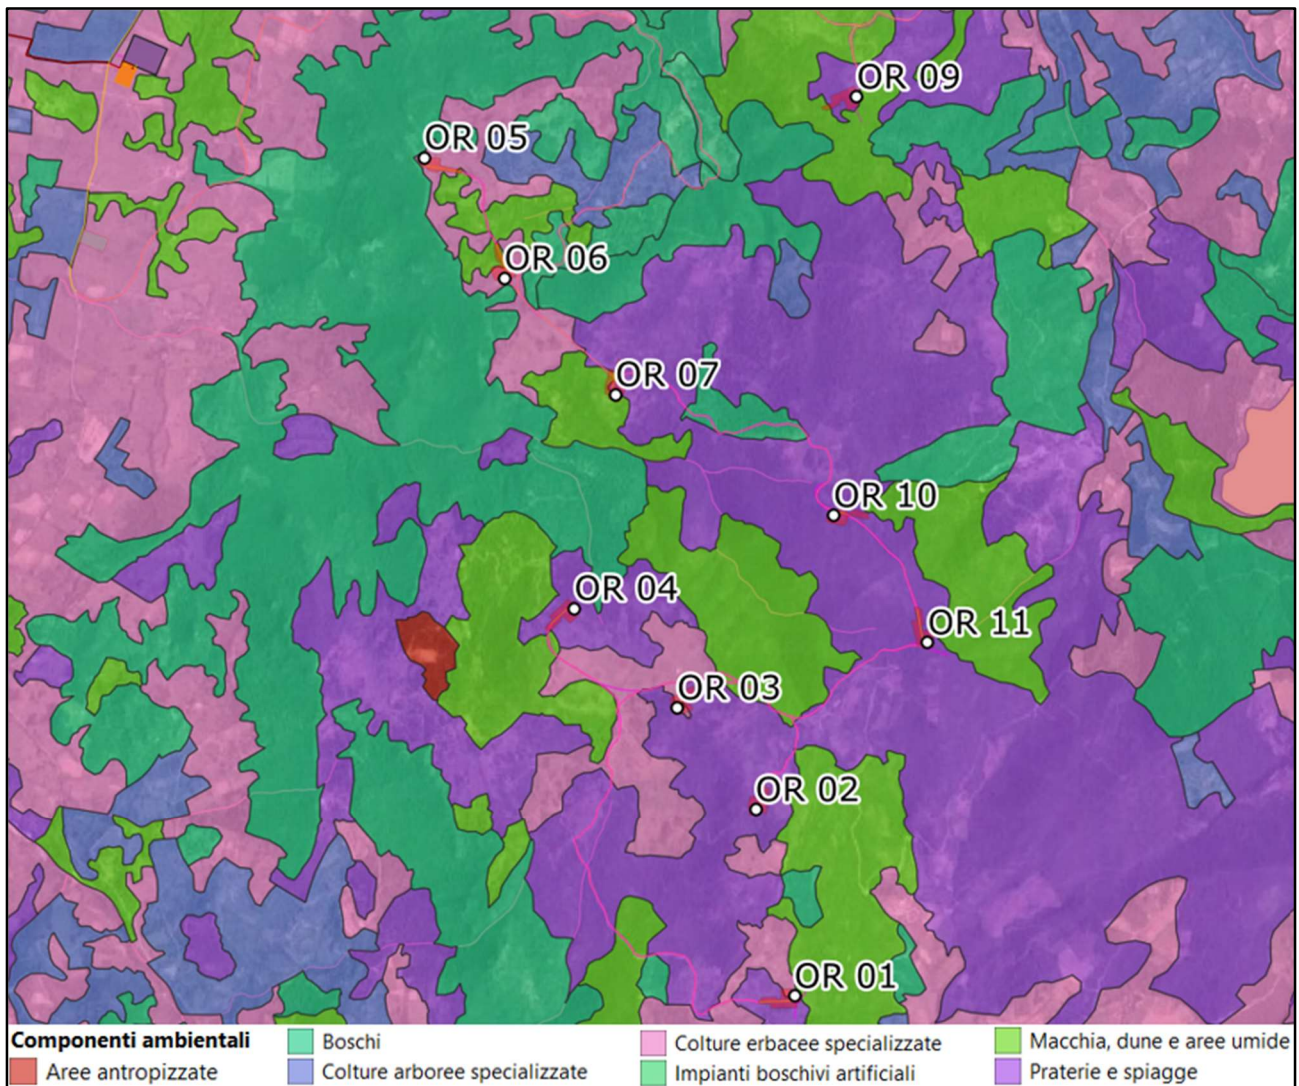 OR 09
OR 05
OR 06
OR 07
OR 10
OR 04
OR 11
OR 03
OR 02
OR 01
Componenti ambientali
Aree antropizzate
Boschi
Colture arboree specializzate
Colture erbacee specializzate
Impianti boschivi artificiali
Macchia, dune e aree umide
Praterie e spiagge